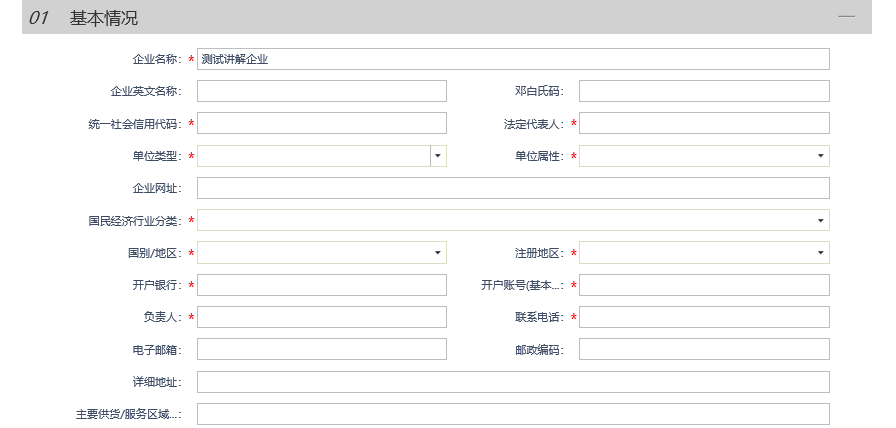 01 基本情况
企业名称: * 测试讲解企业
企业英文名称: 邓白氏码:
统一社会信用代码: * 法定代表人: *
单位类型: * 单位属性: *
企业网址:
国民经济行业分类: *
国别/地区: * 注册地区: *
开户银行: * 开户账号(基本...: *
负责人: * 联系电话: *
电子邮箱: 邮政编码:
详细地址:
主要供货/服务区域...: